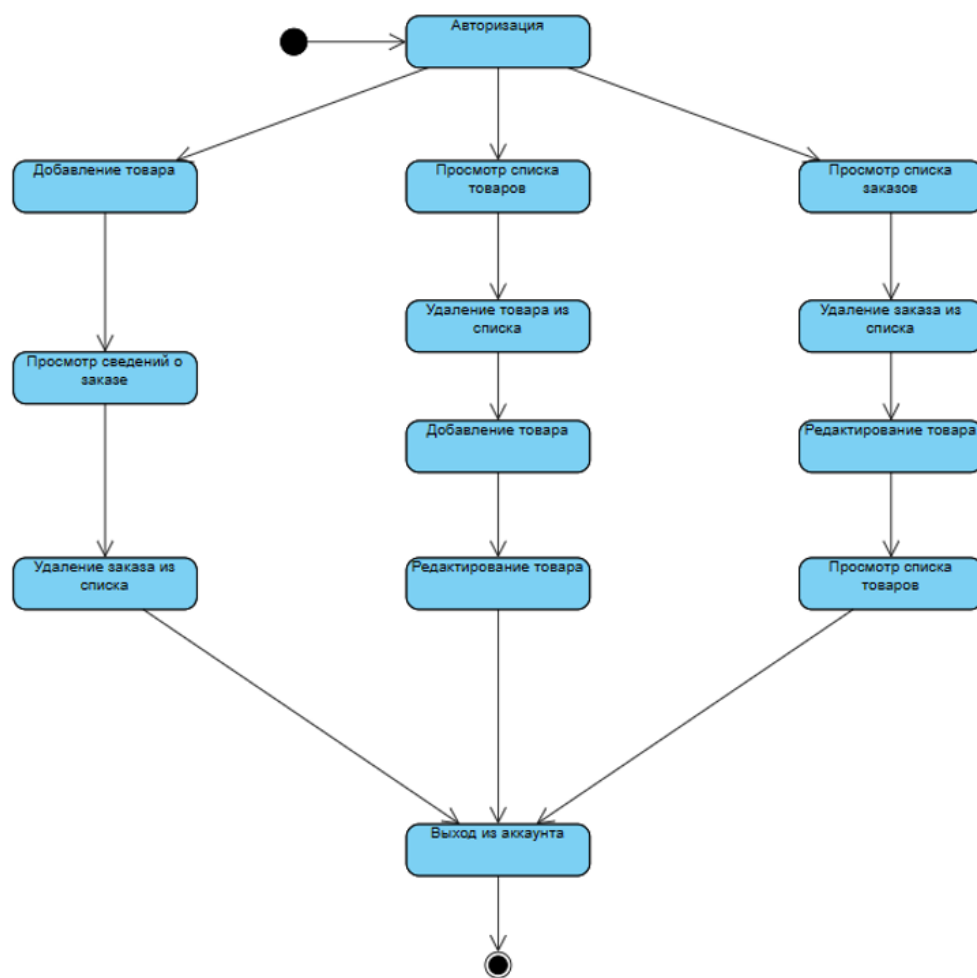 Авторизация
Добавление товара
Просмотр списка
товаров
Просмотр списка
заказов
Удаление товара из
списка
Удаление заказа из
списка
Просмотр сведений о
заказе
Добавление товара
Редактирование товара
Удаление заказа из
списка
Редактирование товара
Просмотр списка
товаров
Выход из аккаунта